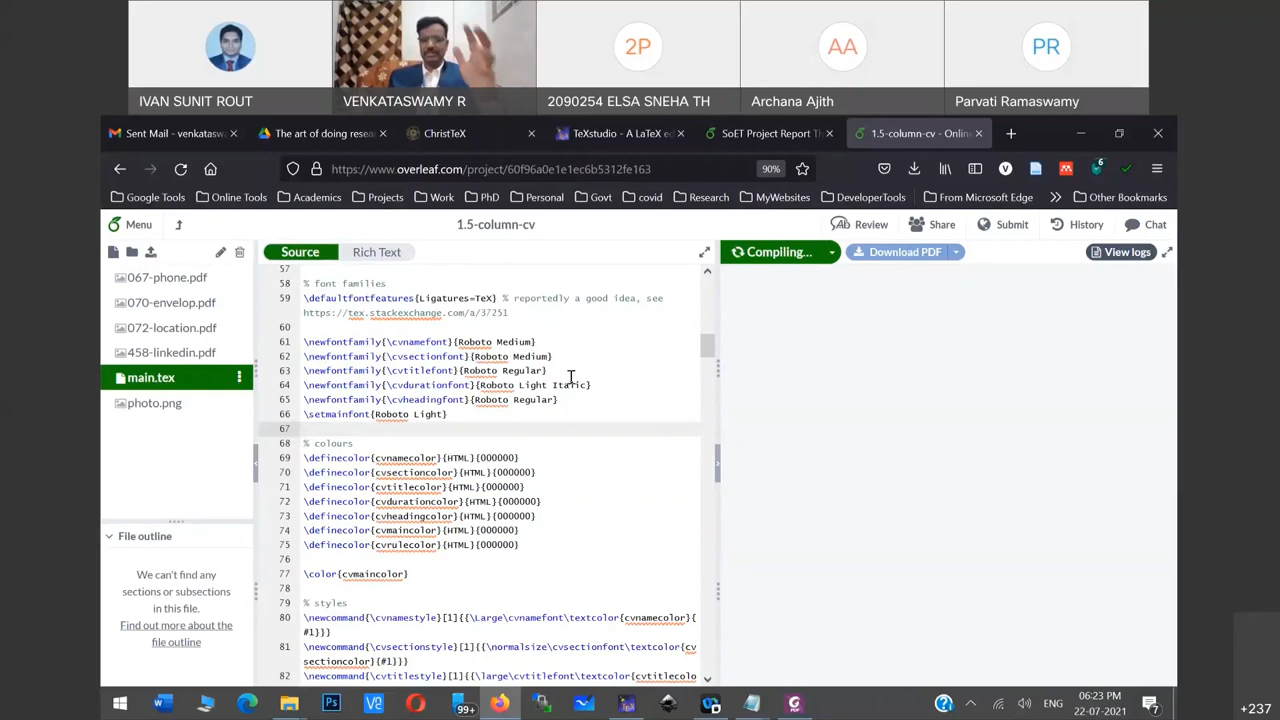 2P
AA
PR
IVAN SUNIT ROUT
VENKATASWAMY R
2090254 ELSA SNEHA TH
Archana Ajith
Parvati Ramaswamy
Sent Mail - venkatasw
The art of doing resear
ChristTeX
TeXstudio - A LaTeX ed
SoET Project Report Th
1.5-column-cv - Online
https://www.overleaf.com/project/60f96a0e1e1ec6b5312fe163
90%
6
Google Tools
Online Tools
Academics
Projects
Work
PhD
Personal
Govt
covid
Research
MyWebsites
DeveloperTools
From Microsoft Edge
Other Bookmarks
Menu
1.5-column-cv
Review
Share
Submit
History
Chat
Source
Rich Text
Compiling...
Download PDF
View logs
067-phone.pdf
070-envelop.pdf
072-location.pdf
458-linkedin.pdf
main.tex
photo.png
File outline
We can't find any
sections or subsections
in this file.
Find out more about the
file outline
57
58 % font families
59 \defaultfontfeatures{Ligatures=TeX} % reportedly a good idea, see
https://tex.stackexchange.com/a/37251
60
61 \newfontfamily{\cvnamefont}{Roboto Medium}
62 \newfontfamily{\cvsectionfont}{Roboto Medium}
63 \newfontfamily{\cvtitlefont}{Roboto Regular}
64 \newfontfamily{\cvdurationfont}{Roboto Light Italic}
65 \newfontfamily{\cvheadingfont}{Roboto Regular}
66 \setmainfont{Roboto Light}
67
68 % colours
69 \definecolor{cvnamecolor}{HTML}{000000}
70 \definecolor{cvsectioncolor}{HTML}{000000}
71 \definecolor{cvtitlecolor}{HTML}{000000}
72 \definecolor{cvdurationcolor}{HTML}{000000}
73 \definecolor{cvheadingcolor}{HTML}{000000}
74 \definecolor{cvmaincolor}{HTML}{000000}
75 \definecolor{cvrulecolor}{HTML}{000000}
76
77 \color{cvmaincolor}
78
79 % styles
80 \newcommand{\cvnamestyle}[1]{{\Large\cvnamefont\textcolor{cvnamecolor}{
#1}}}
81 \newcommand{\cvsectionstyle}[1]{{\normalsize\cvsectionfont\textcolor{cv
sectioncolor}{#1}}}
82 \newcommand{\cvtitlestyle}[1]{{\large\cvtitlefont\textcolor{cvtitlecolo
99+
ENG
06:23 PM
22-07-2021
7
+237